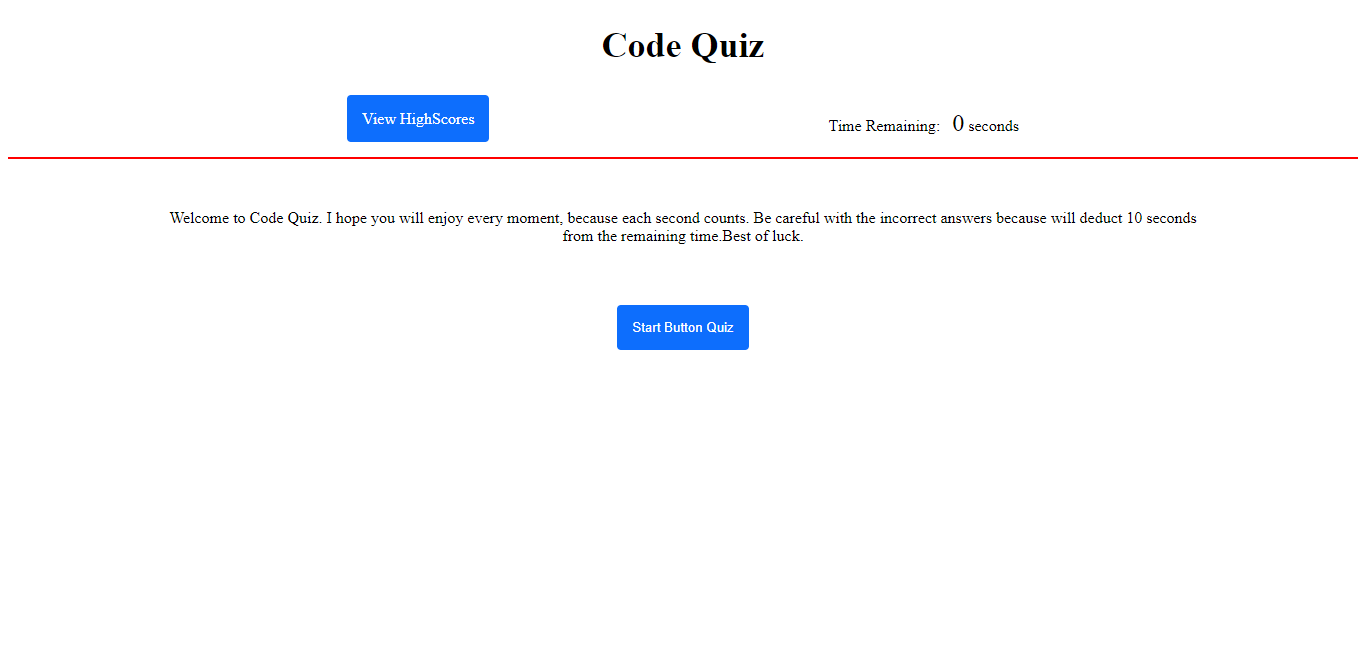 Code Quiz
View HighScores
Time Remaining: 0 seconds
Welcome to Code Quiz. I hope you will enjoy every moment, because each second counts. Be careful with the incorrect answers because will deduct 10 seconds
from the remaining time.Best of luck.
Start Button Quiz